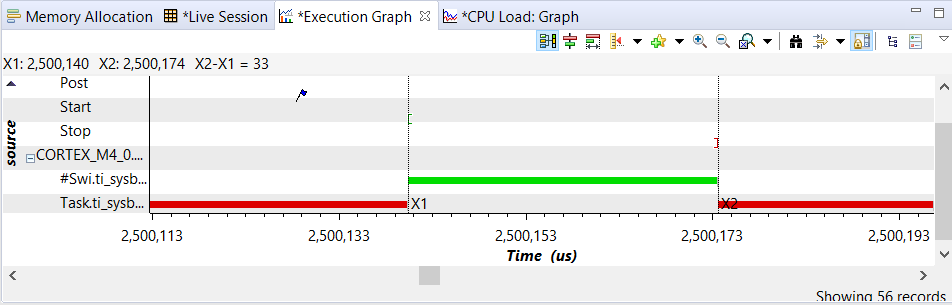 Memory Allocation *Live Session *Execution Graph *CPU Load: Graph
X1: 2,500,140 X2: 2,500,174 X2-X1 = 33
source
Post
Start
Stop
CORTEX_M4_0....
#Swi.ti_sysb...
Task.ti_sysb...
X1 X2
2,500,113 2,500,133 2,500,153 2,500,173 2,500,193
Time (us)
Showing 56 records